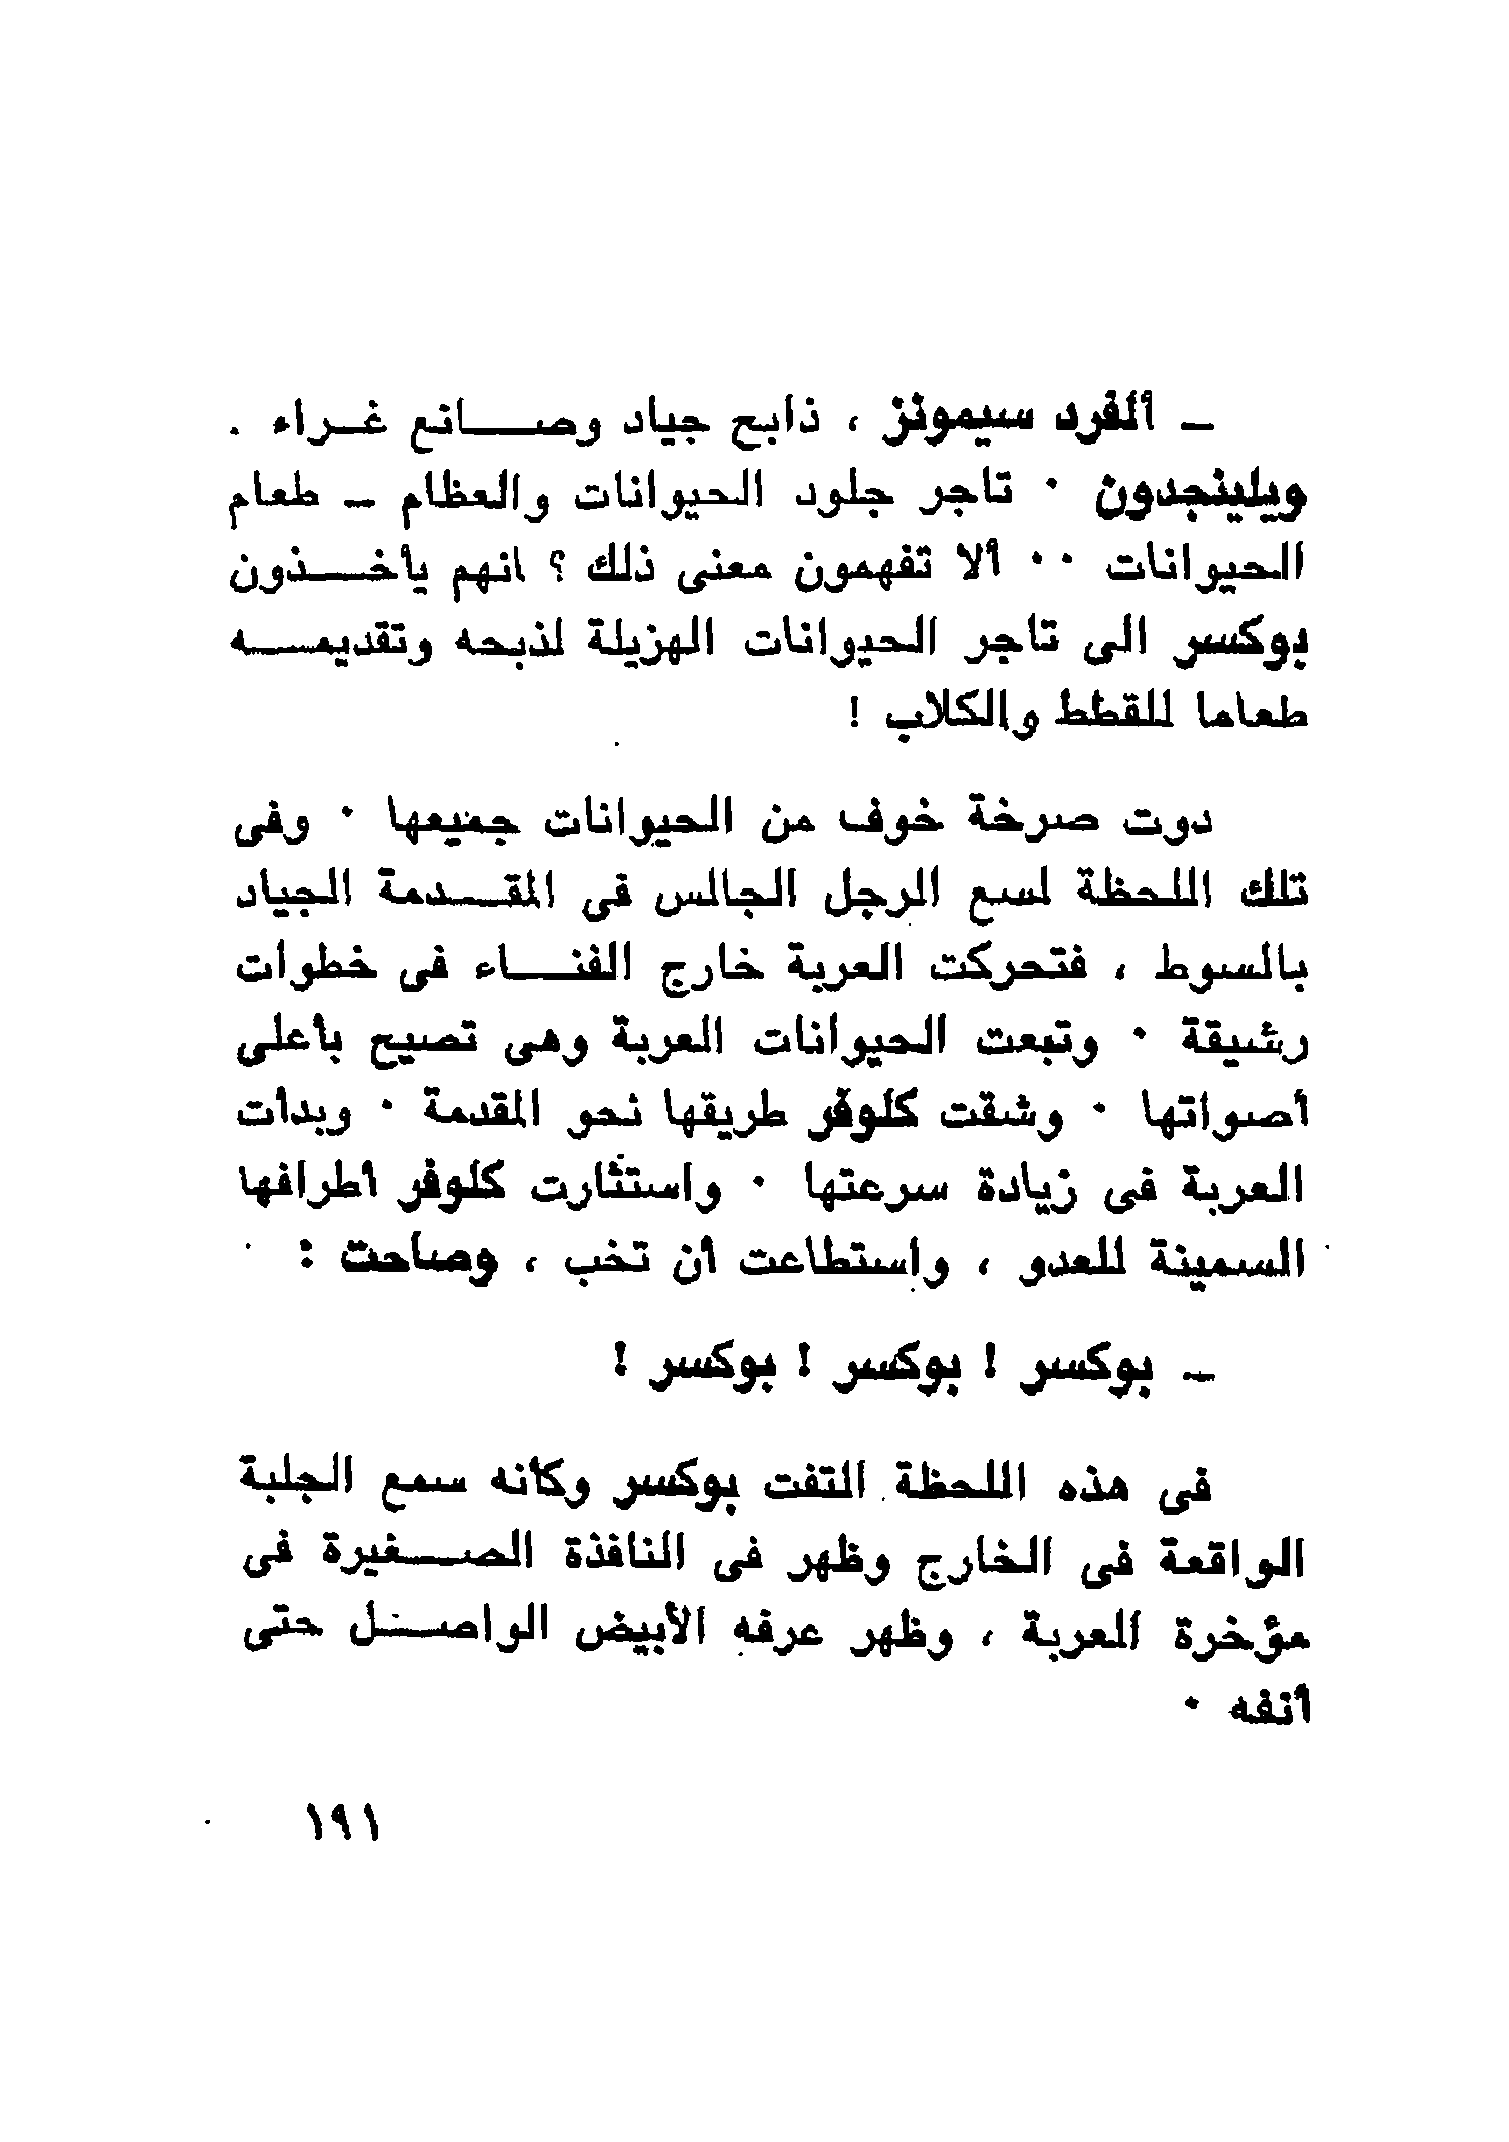 ـ ألفرد سيمونز ، ذابح جياد وصانع غراء .
ويلينجدون . تاجر جلود الحيوانات والعظام ـ طعام
الحيوانات . . ألا تفهمون معنى ذلك ؟ انهم يأخذون
بوكسر الى تاجر الحيوانات الهزيلة لذبحه وتقديمه
طعاما للقطط والكلاب !
دوت صرخة خوف من الحيوانات جميعها . وفى
تلك اللحظة لسع الرجل الجالس فى المقدمة الجياد
بالسوط ، فتحركت العربة خارج الفناء فى خطوات
رشيقة . وتبعت الحيوانات العربة وهى تصيح بأعلى
أصواتها . وشقت كلوڤر طريقها نحو المقدمة . وبدأت
العربة فى زيادة سرعتها . واستثارت كلوڤر أطرافها
السمينة للعدو ، واستطاعت أن تخب ، وصاحت :
ـ بوكسر ! بوكسر ! بوكسر !
فى هذه اللحظة التفت بوكسر وكأنه سمع الجلبة
الواقعة فى الخارج وظهر فى النافذة الصغيرة فى
مؤخرة العربة ، وظهر عرفه الأبيض الواصل حتى
أنفه .
١٩١